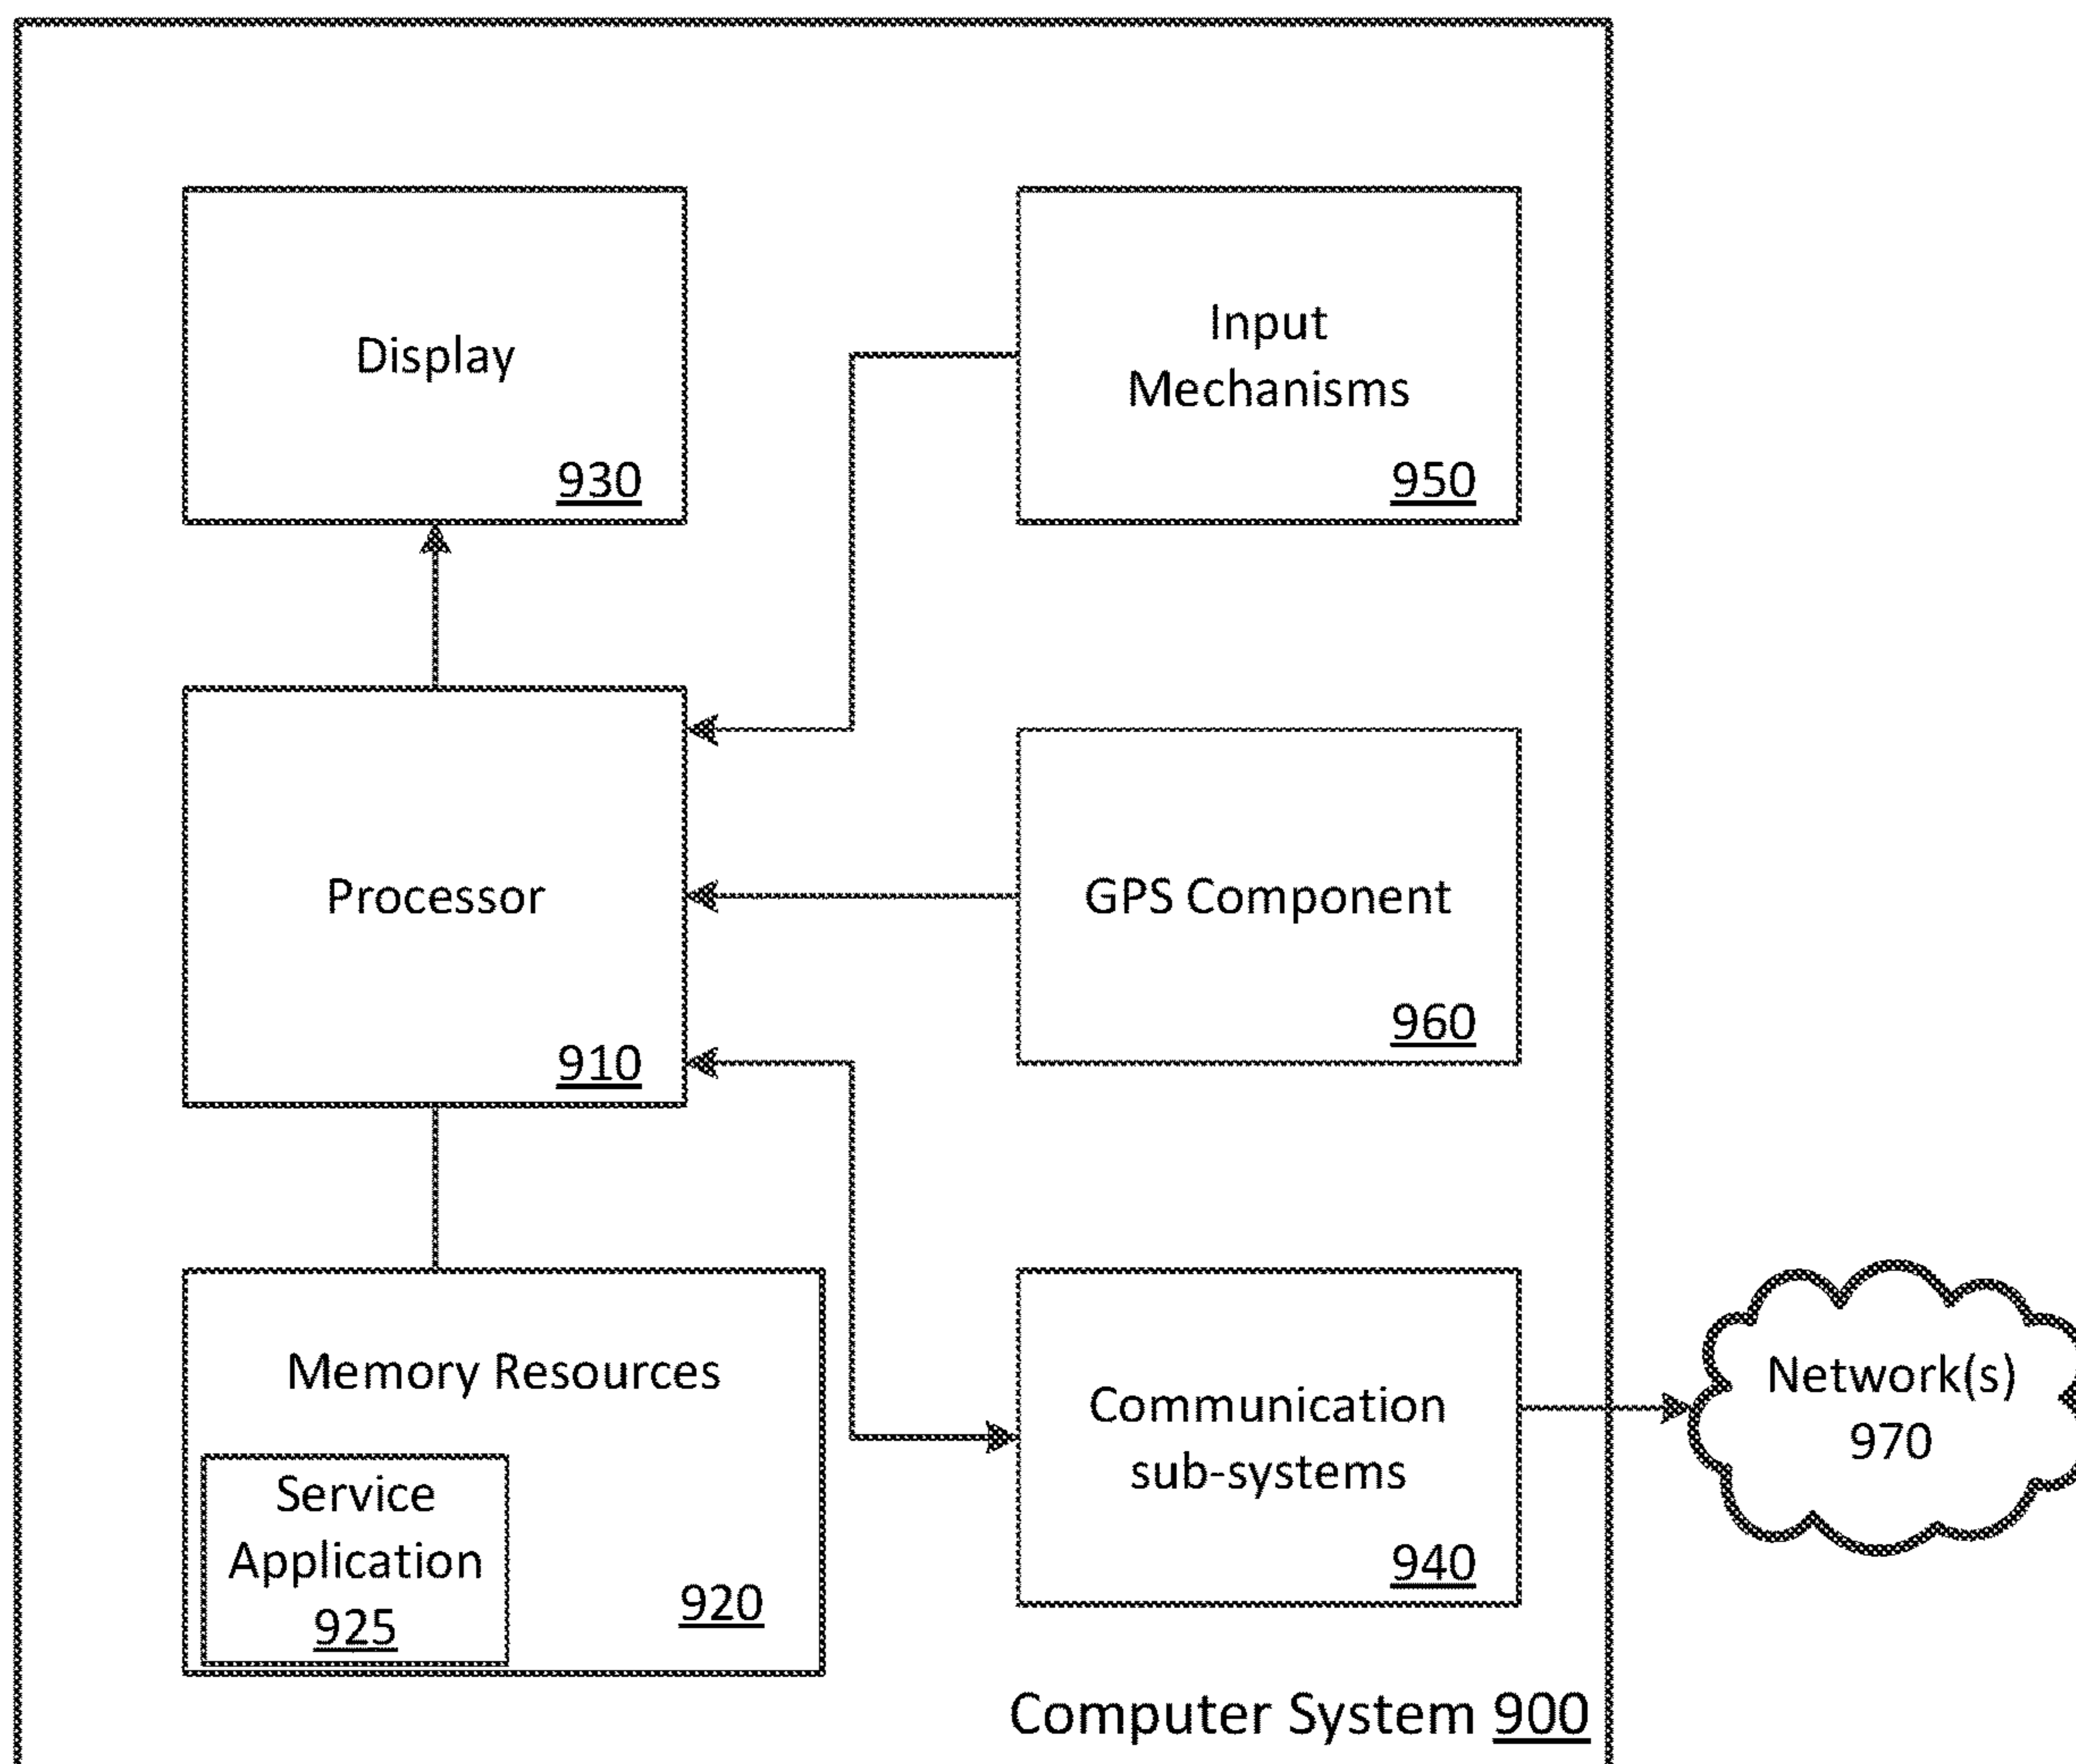 Display
930
Input
Mechanisms
950
Processor
910
GPS Component
960
Memory Resources
Service
Application
925
920
Communication
sub-systems
940
Network(s)
970
Computer System 900